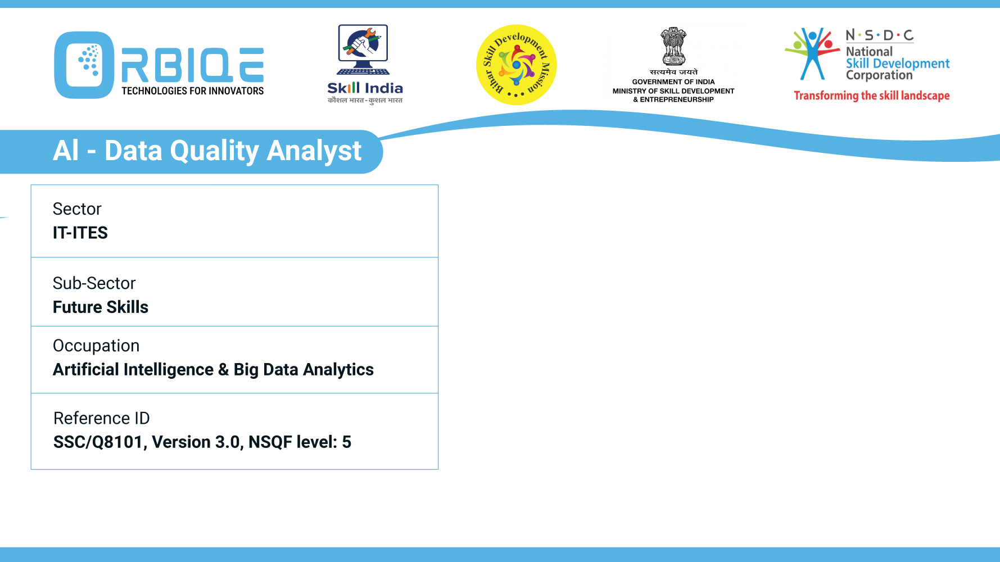 ORBIQE
TECHNOLOGIES FOR INNOVATORS
Skill India
कौशल भारत - कुशल भारत
Bihar Skill Development Mission
सत्यमेव जयते
GOVERNMENT OF INDIA
MINISTRY OF SKILL DEVELOPMENT
& ENTREPRENEURSHIP
N·S·D·C
National
Skill Development
Corporation
Transforming the skill landscape
Al - Data Quality Analyst
Sector
IT-ITES
Sub-Sector
Future Skills
Occupation
Artificial Intelligence & Big Data Analytics
Reference ID
SSC/Q8101, Version 3.0, NSQF level: 5